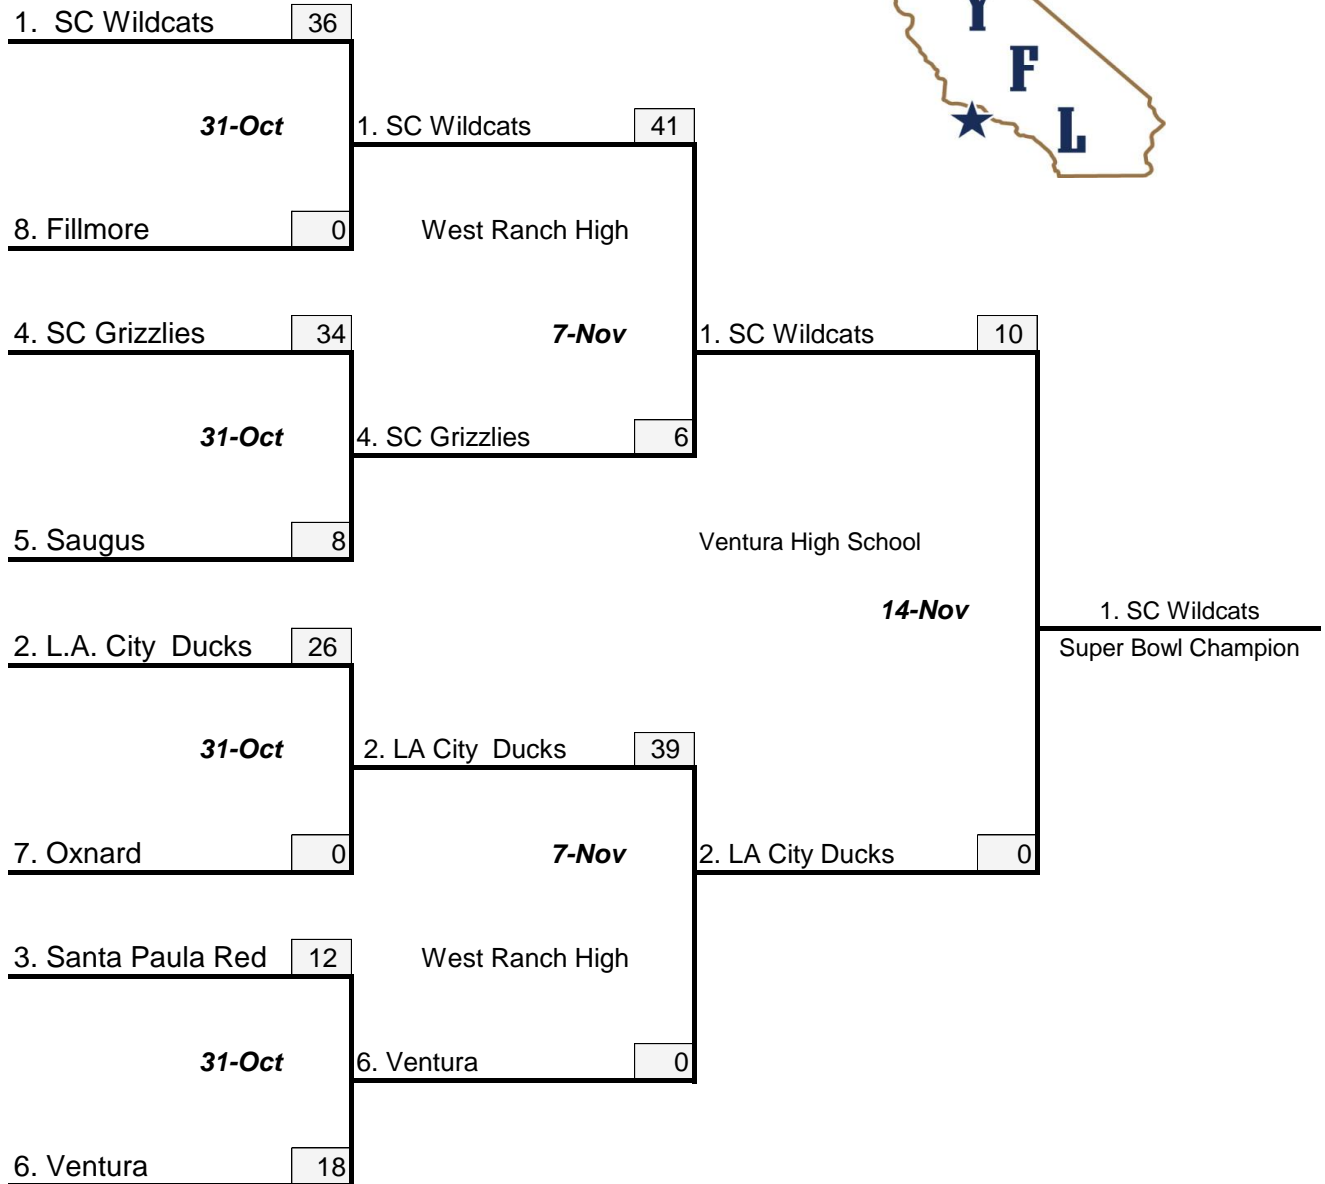 1. SC Wildcats 36
Y
F
L
31-Oct 1. SC Wildcats 41
8. Fillmore 0 West Ranch High
4. SC Grizzlies 34 7-Nov 1. SC Wildcats 10
31-Oct 4. SC Grizzlies 6
5. Saugus 8 Ventura High School
14-Nov 1. SC Wildcats
2. L.A. City Ducks 26 Super Bowl Champion
31-Oct 2. LA City Ducks 39
7. Oxnard 0 7-Nov 2. LA City Ducks 0
3. Santa Paula Red 12 West Ranch High
31-Oct 6. Ventura 0
6. Ventura 18